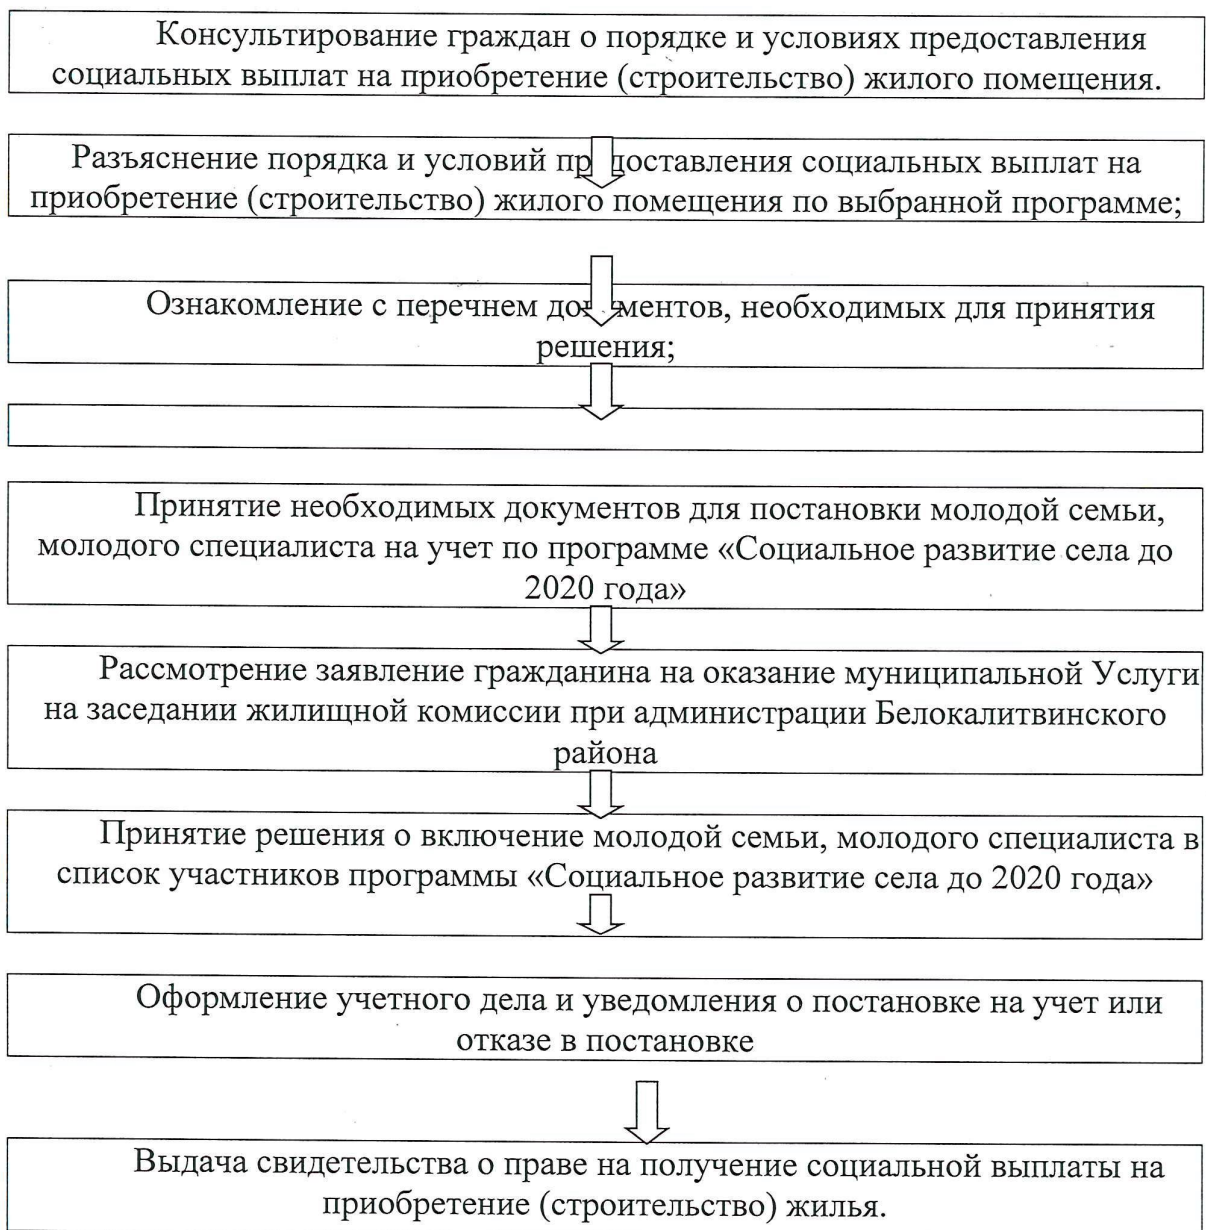 Консультирование граждан о порядке и условиях предоставления
социальных выплат на приобретение (строительство) жилого помещения.
Разъяснение порядка и условий пр доставления социальных выплат на
приобретение (строительство) жилого помещения по выбранной программе;
Ознакомление с перечнем док ментов, необходимых для принятия
решения;
Принятие необходимых документов для постановки молодой семьи,
молодого специалиста на учет по программе «Социальное развитие села до
2020 года»
Рассмотрение заявление гражданина на оказание муниципальной Услуги
на заседании жилищной комиссии при администрации Белокалитвинского
района
Принятие решения о включение молодой семьи, молодого специалиста в
список участников программы «Социальное развитие села до 2020 года»
Оформление учетного дела и уведомления о постановке на учет или
отказе в постановке
Выдача свидетельства о праве на получение социальной выплаты на
приобретение (строительство) жилья.